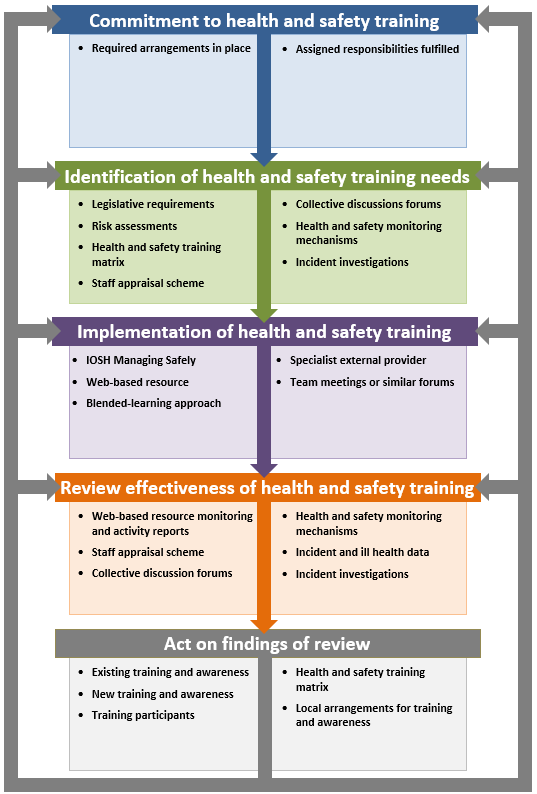 Commitment to health and safety training
• Required arrangements in place
• Assigned responsibilities fulfilled
Identification of health and safety training needs
• Legislative requirements
• Risk assessments
• Health and safety training
matrix
• Staff appraisal scheme
• Collective discussions forums
• Health and safety monitoring
mechanisms
• Incident investigations
Implementation of health and safety training
• IOSH Managing Safely
• Web-based resource
• Blended-learning approach
• Specialist external provider
• Team meetings or similar forums
Review effectiveness of health and safety training
• Web-based resource monitoring
and activity reports
• Staff appraisal scheme
• Collective discussion forums
• Health and safety monitoring
mechanisms
• Incident and ill health data
• Incident investigations
Act on findings of review
• Existing training and awareness
• New training and awareness
• Training participants
• Health and safety training
matrix
• Local arrangements for training
and awareness